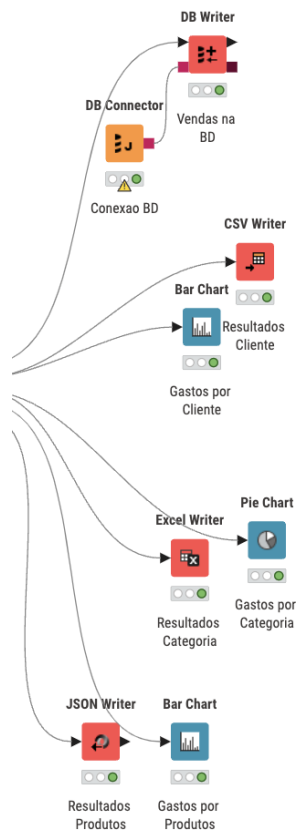 DB Writer
Vendas na
BD
DB Connector
Conexao BD
CSV Writer
Resultados
Cliente
Bar Chart
Gastos por
Cliente
Pie Chart
Gastos por
Categoria
Excel Writer
Resultados
Categoria
JSON Writer
Resultados
Produtos
Bar Chart
Gastos por
Produtos